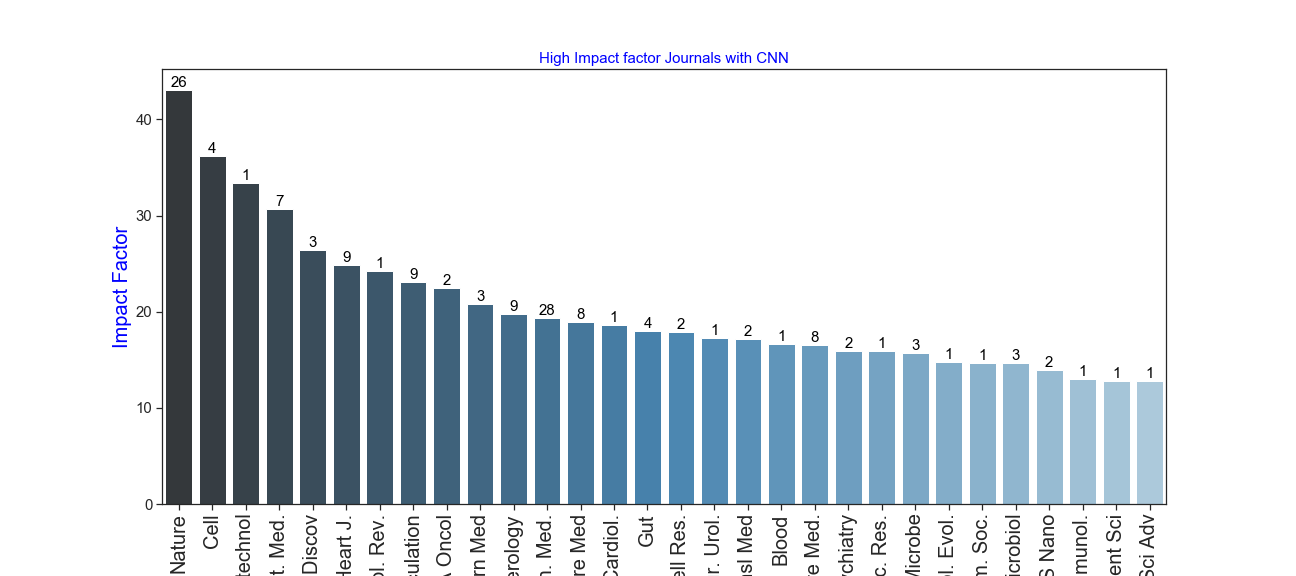 High Impact factor Journals with CNN
Impact Factor
40
30
20
10
0
26
4
1
7
3
9
1
9
2
3
9
28
8
1
4
2
1
2
1
8
2
1
3
1
1
3
2
1
1
1
Nature
Cell
technol
t. Med.
Discov
Heart J.
ol. Rev.
culation
Oncol
rn Med
erology
n. Med.
re Med
Cardiol.
Gut
ell Res.
r. Urol.
nsl Med
Blood
e Med.
ychiatry
c. Res.
Microbe
ol. Evol.
m. Soc.
icrobiol
S Nano
munol.
ent Sci
Sci Adv